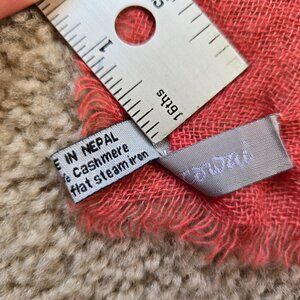 1
16ths
E IN NEPAL
Cashmere
flat steam iron